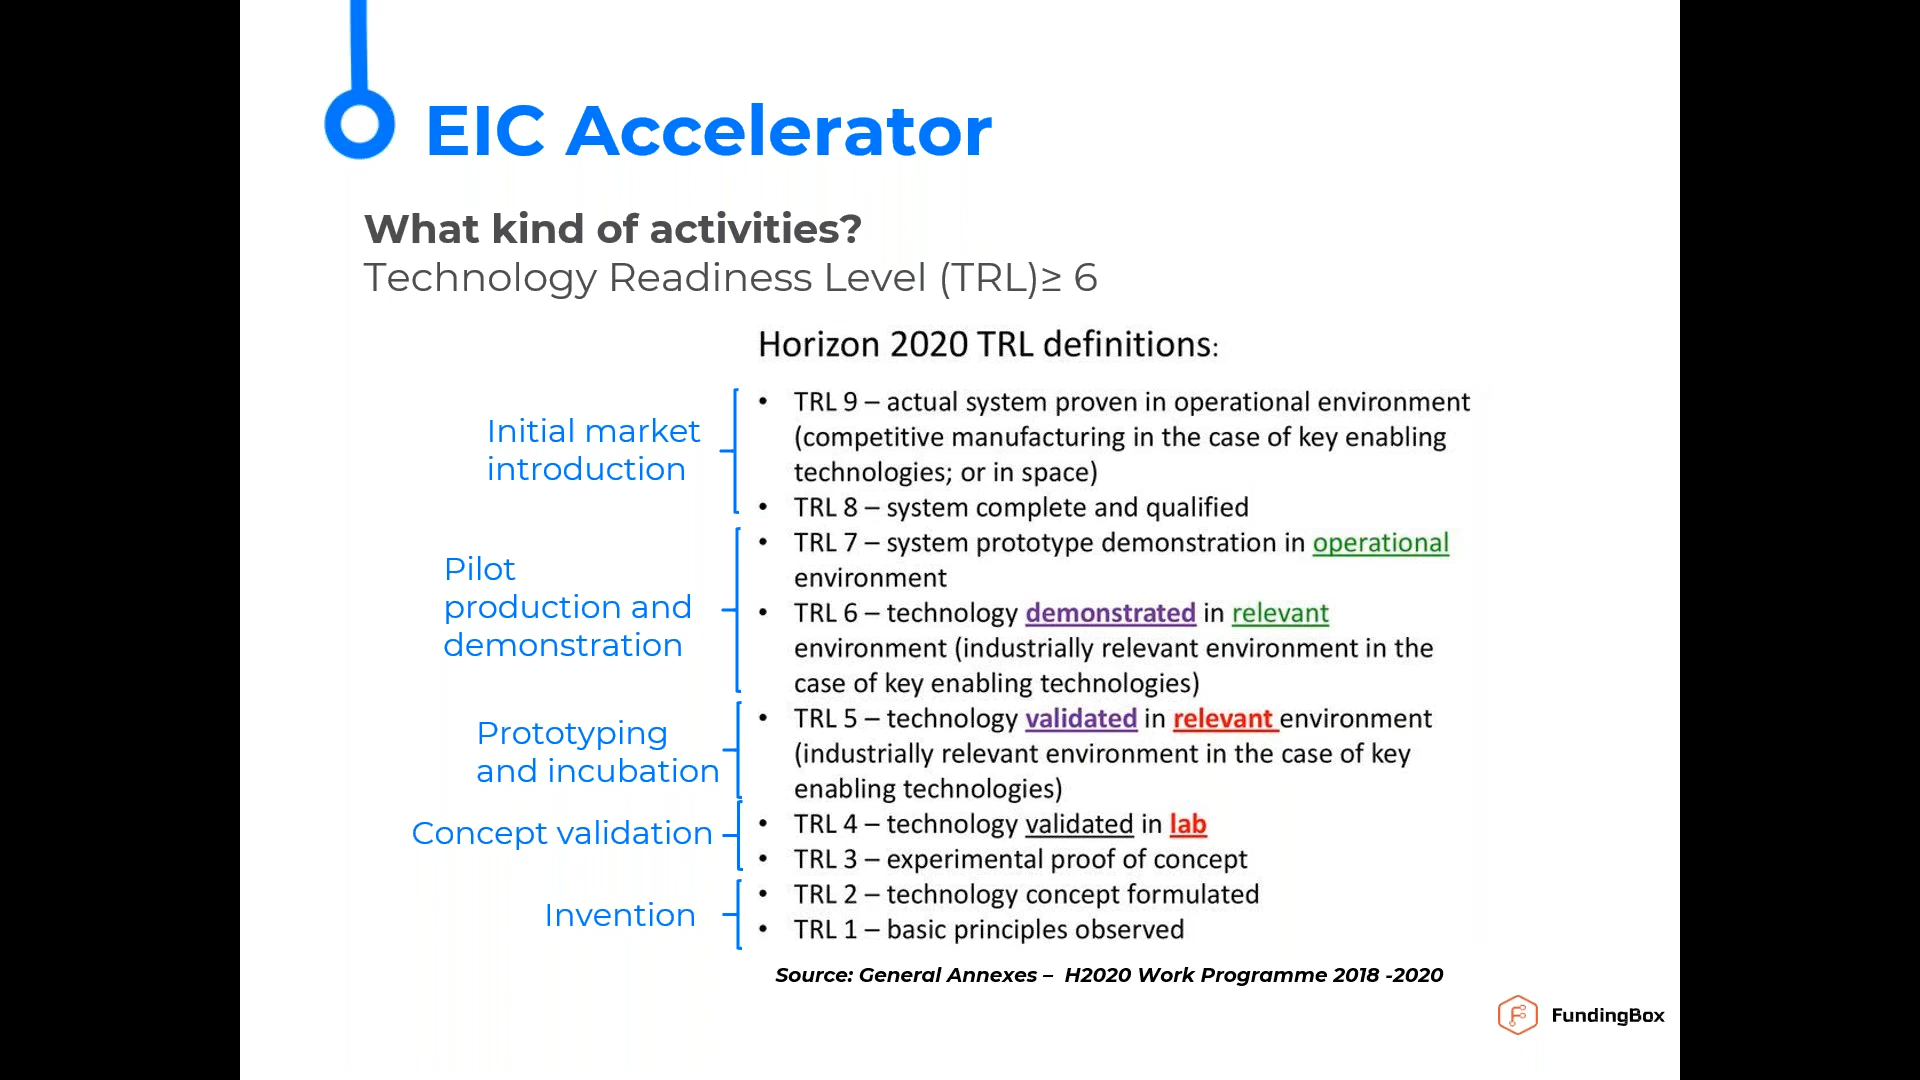 EIC Accelerator
What kind of activities?
Technology Readiness Level (TRL)≥ 6
Horizon 2020 TRL definitions:
Initial market
introduction
• TRL 9 – actual system proven in operational environment
(competitive manufacturing in the case of key enabling
technologies; or in space)
• TRL 8 – system complete and qualified
Pilot
production and
demonstration
• TRL 7 – system prototype demonstration in operational
environment
• TRL 6 – technology demonstrated in relevant
environment (industrially relevant environment in the
case of key enabling technologies)
Prototyping
and incubation
• TRL 5 – technology validated in relevant environment
(industrially relevant environment in the case of key
enabling technologies)
Concept validation
• TRL 4 – technology validated in lab
• TRL 3 – experimental proof of concept
Invention
• TRL 2 – technology concept formulated
• TRL 1 – basic principles observed
Source: General Annexes – H2020 Work Programme 2018 -2020
FundingBox